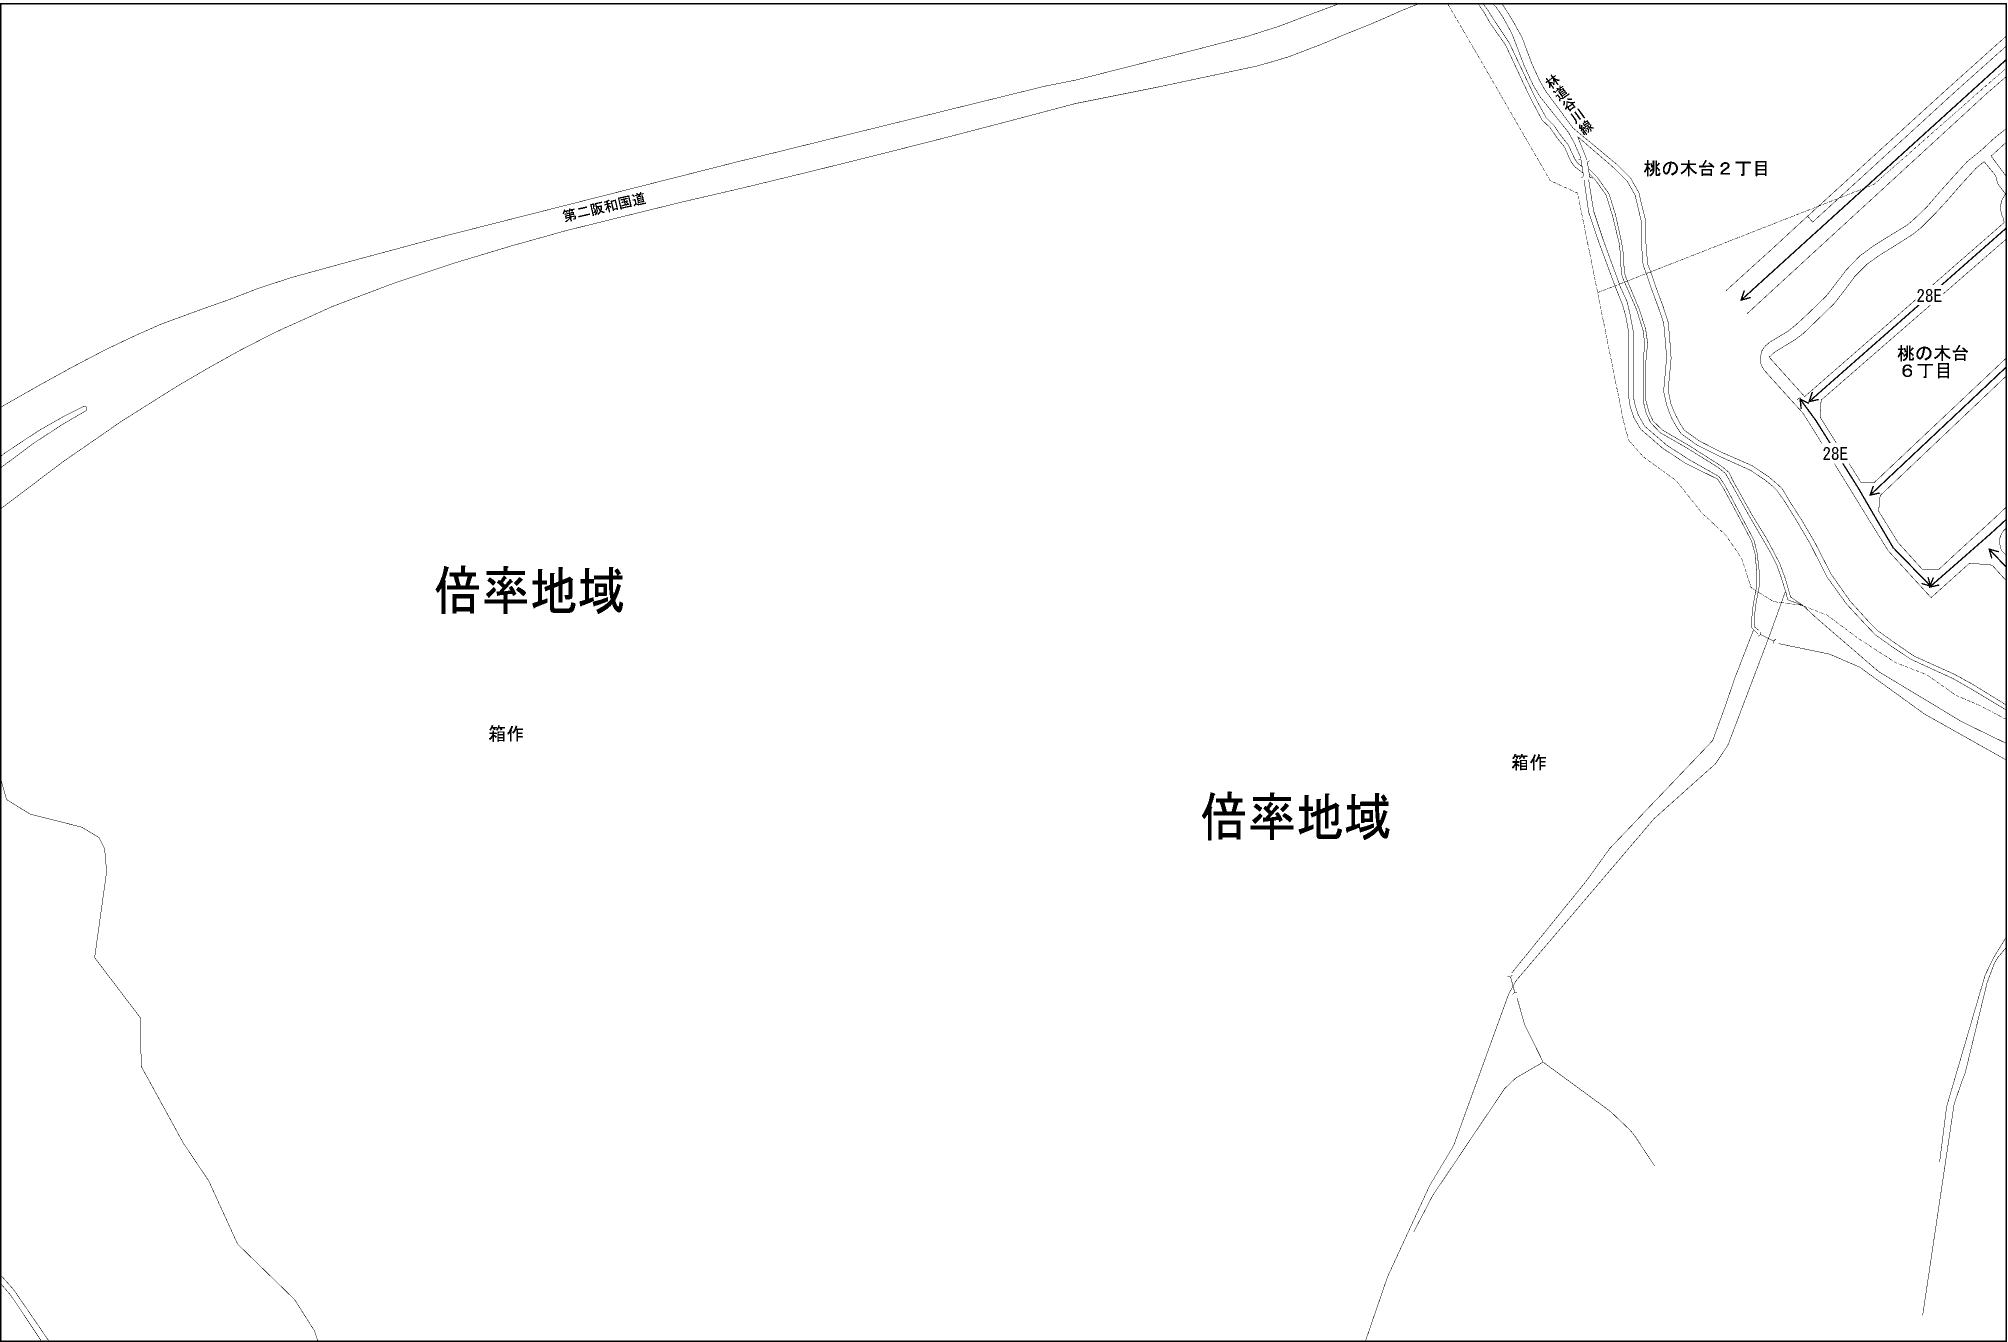 林道谷川線
桃の木台２丁目
第二阪和国道
28E
桃の木台
６丁目
28E
倍率地域
箱作
箱作
倍率地域